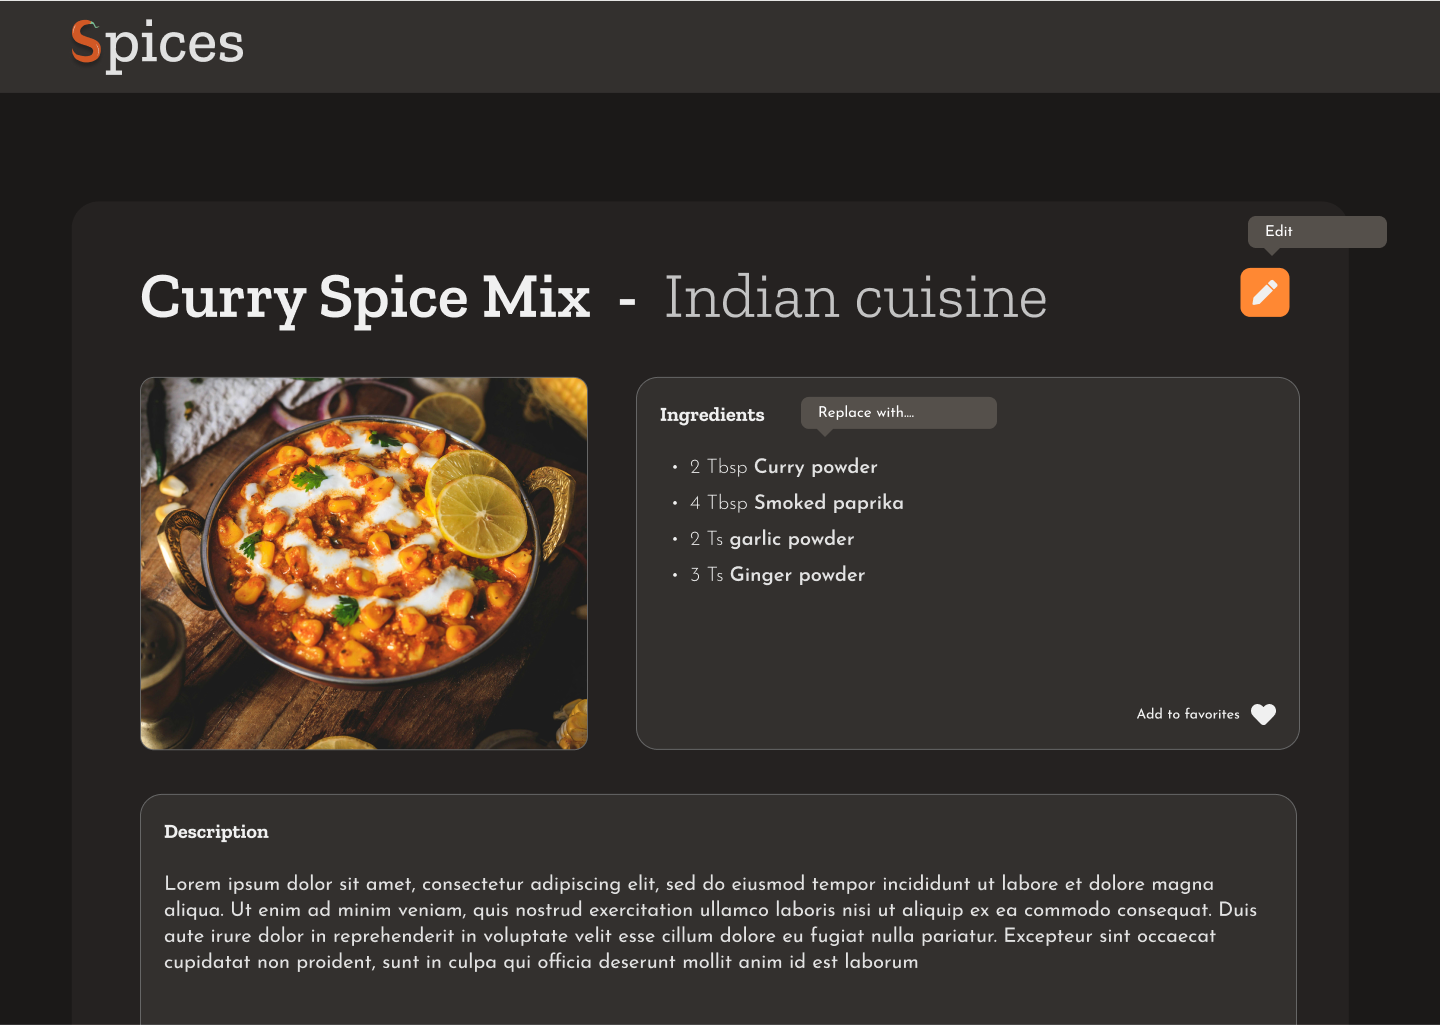 Spices
Edit
Curry Spice Mix - Indian cuisine
Ingredients
Replace with....
• 2 Tbsp Curry powder
• 4 Tbsp Smoked paprika
• 2 Ts garlic powder
• 3 Ts Ginger powder
Add to favorites
Description
Lorem ipsum dolor sit amet, consectetur adipiscing elit, sed do eiusmod tempor incididunt ut labore et dolore magna
aliqua. Ut enim ad minim veniam, quis nostrud exercitation ullamco laboris nisi ut aliquip ex ea commodo consequat. Duis
aute irure dolor in reprehenderit in voluptate velit esse cillum dolore eu fugiat nulla pariatur. Excepteur sint occaecat
cupidatat non proident, sunt in culpa qui officia deserunt mollit anim id est laborum